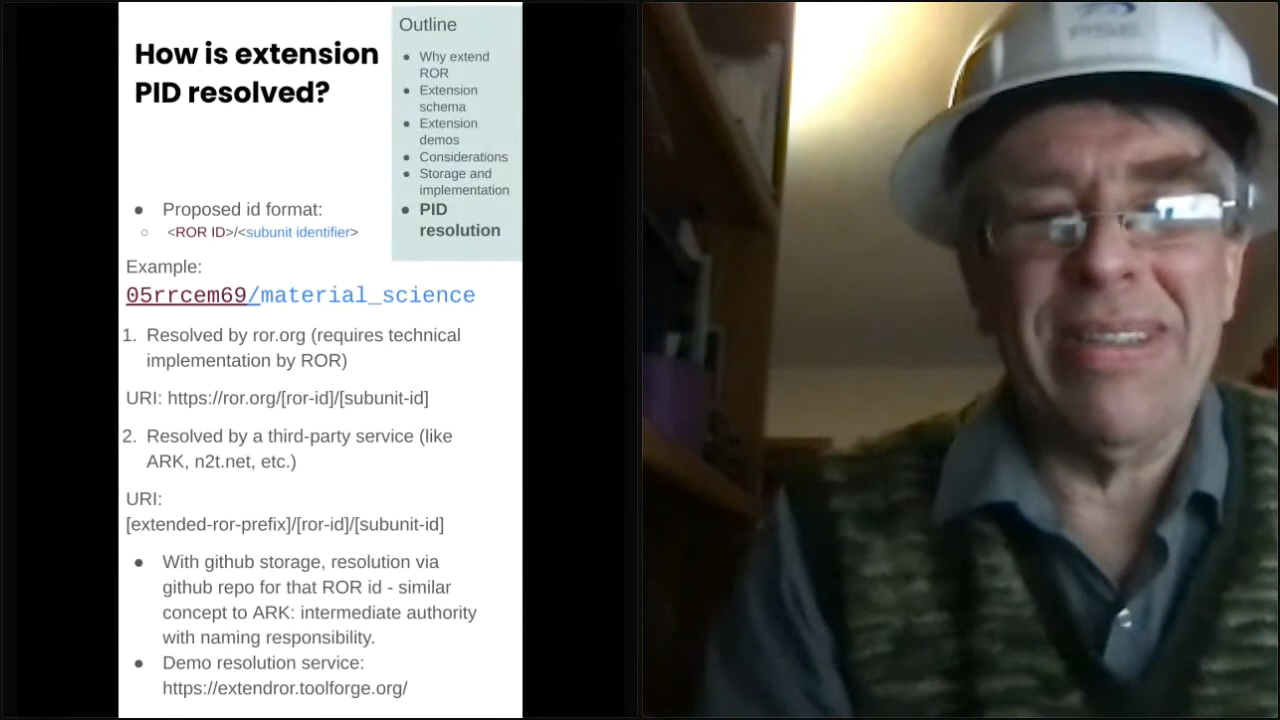 How is extension
PID resolved?
Outline
● Why extend
ROR
● Extension
schema
● Extension
demos
● Considerations
● Storage and
implementation
● PID
resolution
● Proposed id format:
○ <ROR ID>/<subunit identifier>
Example:
05rrcem69/material_science
1. Resolved by ror.org (requires technical
implementation by ROR)
URI: https://ror.org/[ror-id]/[subunit-id]
2. Resolved by a third-party service (like
ARK, n2t.net, etc.)
URI:
[extended-ror-prefix]/[ror-id]/[subunit-id]
● With github storage, resolution via
github repo for that ROR id - similar
concept to ARK: intermediate authority
with naming responsibility.
● Demo resolution service:
https://extendror.toolforge.org/